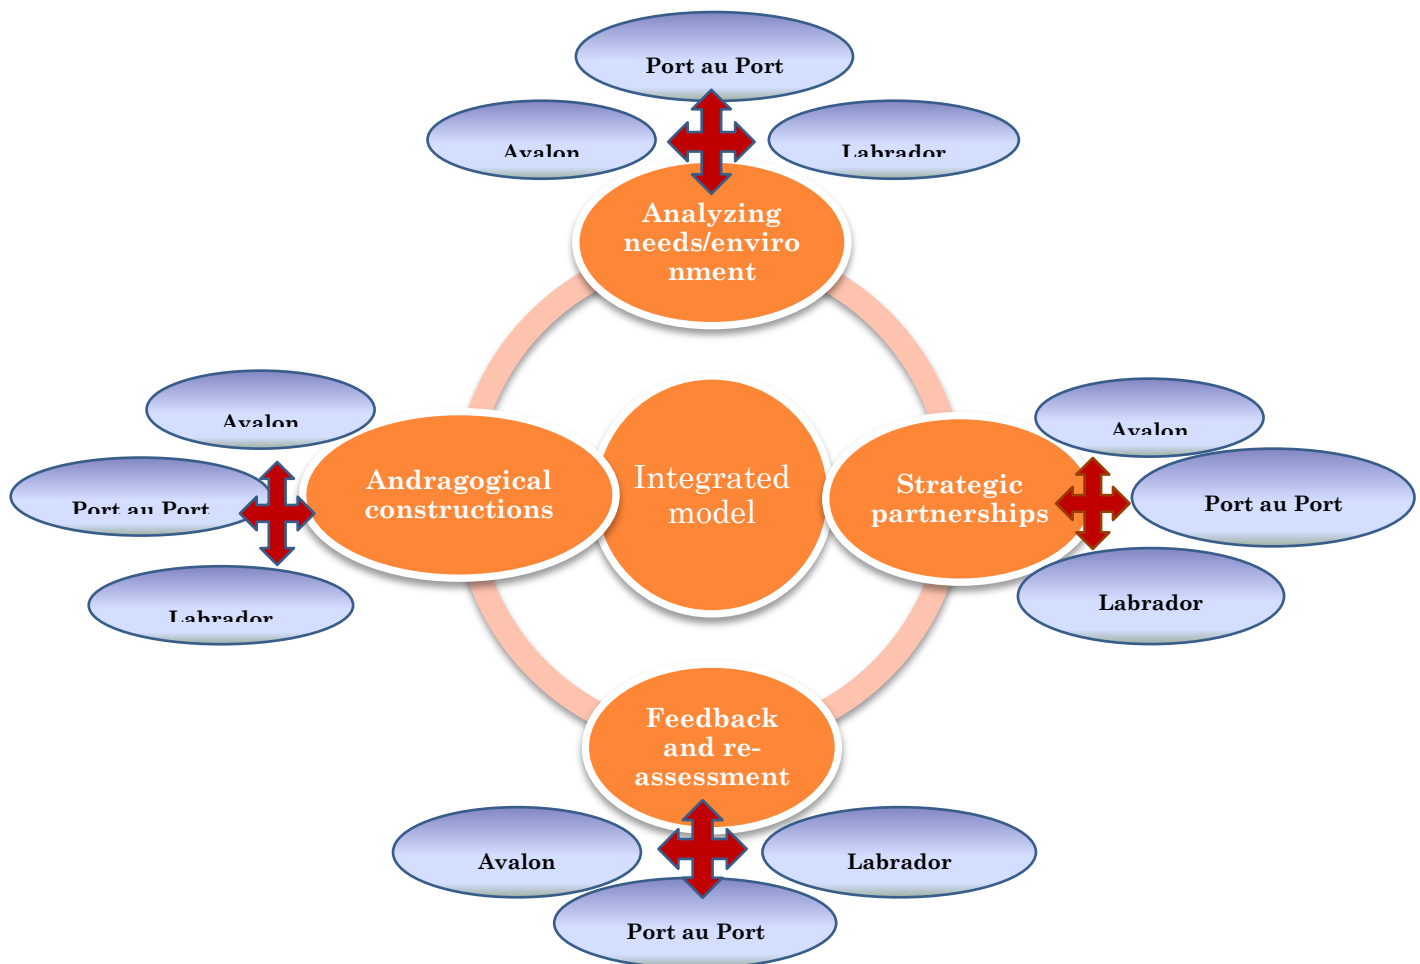 Port au Port
Avalon
Labrador
Analyzing
needs/enviro
nment
Avalon
Port au Port
Labrador
Andragogical
constructions
Integrated
model
Strategic
partnerships
Avalon
Port au Port
Labrador
Feedback
and re-
assessment
Avalon
Labrador
Port au Port